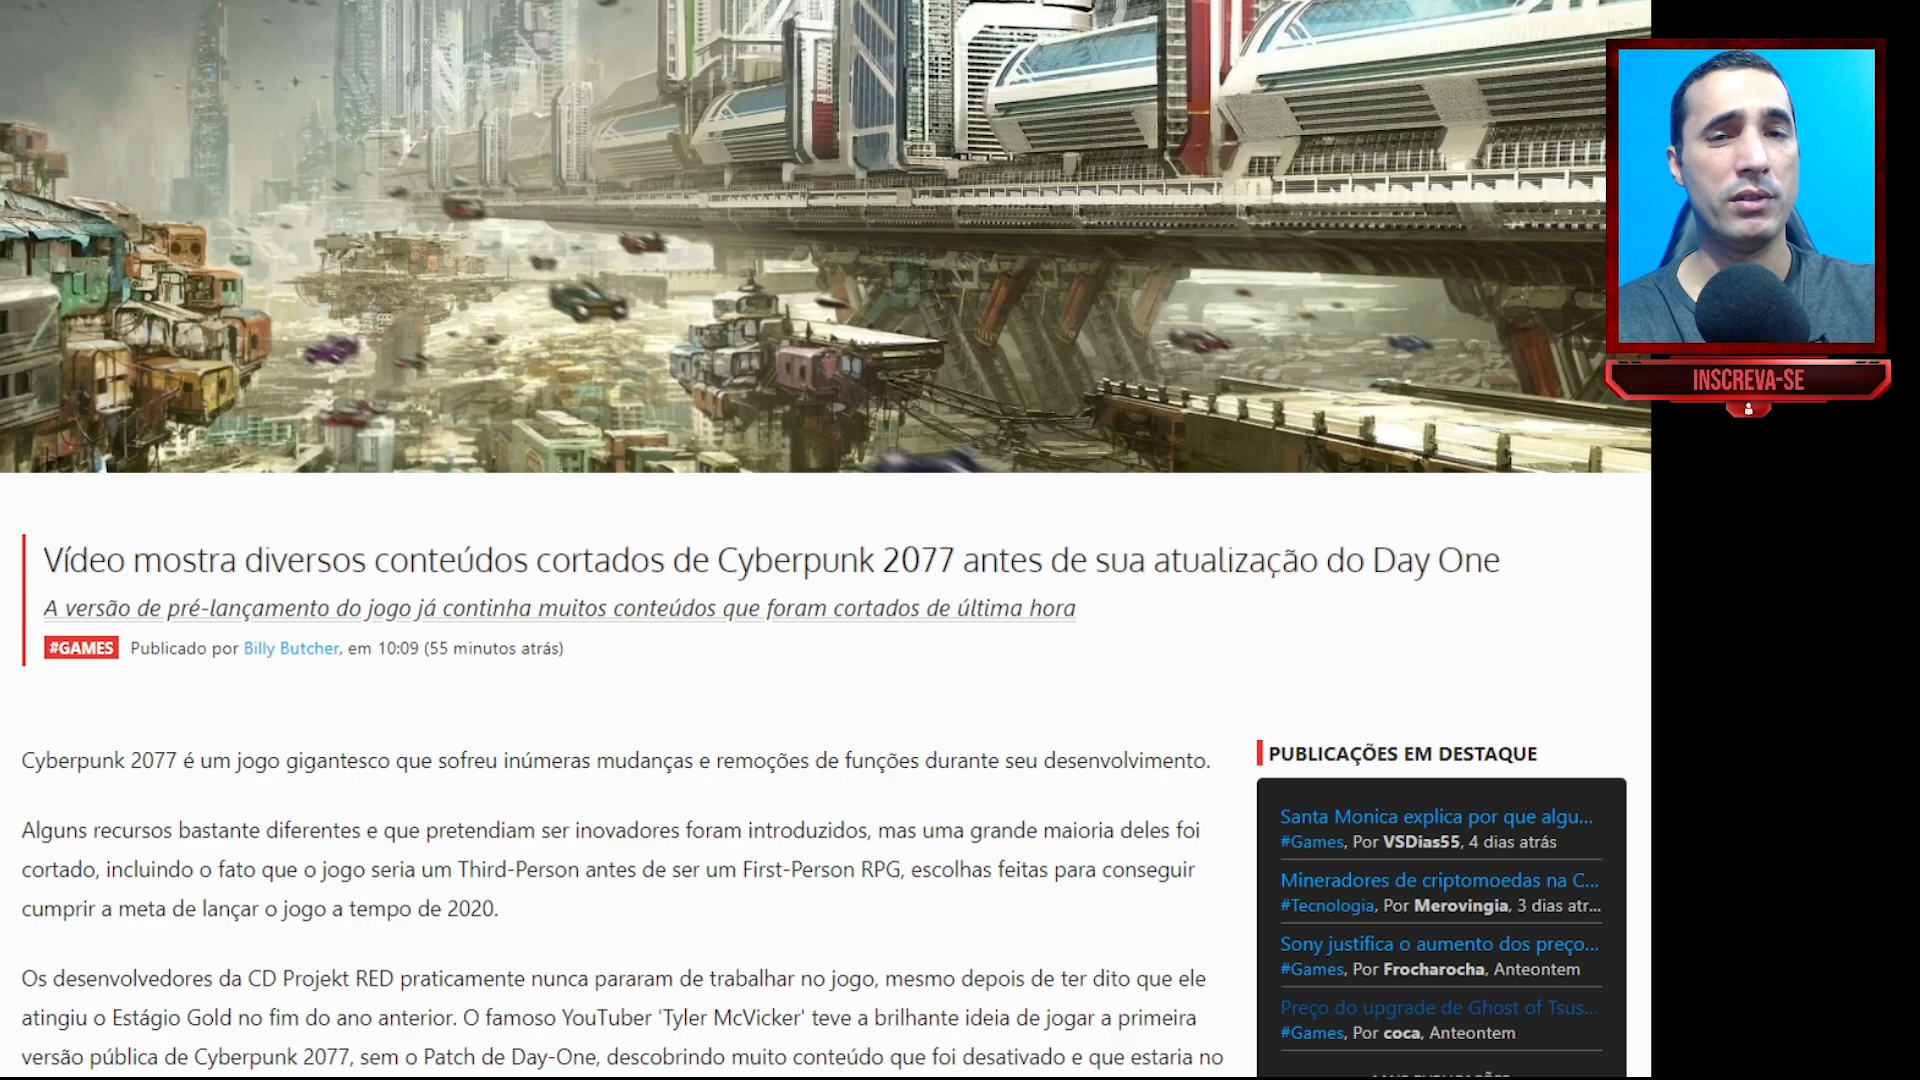 INSCREVA-SE
Vídeo mostra diversos conteúdos cortados de Cyberpunk 2077 antes de sua atualização do Day One
A versão de pré-lançamento do jogo já continha muitos conteúdos que foram cortados de última hora
#GAMES Publicado por Billy Butcher, em 10:09 (55 minutos atrás)
Cyberpunk 2077 é um jogo gigantesco que sofreu inúmeras mudanças e remoções de funções durante seu desenvolvimento.
Alguns recursos bastante diferentes e que pretendiam ser inovadores foram introduzidos, mas uma grande maioria deles foi
cortado, incluindo o fato que o jogo seria um Third-Person antes de ser um First-Person RPG, escolhas feitas para conseguir
cumprir a meta de lançar o jogo a tempo de 2020.
Os desenvolvedores da CD Projekt RED praticamente nunca pararam de trabalhar no jogo, mesmo depois de ter dito que ele
atingiu o Estágio Gold no fim do ano anterior. O famoso YouTuber 'Tyler McVicker' teve a brilhante ideia de jogar a primeira
versão pública de Cyberpunk 2077, sem o Patch de Day-One, descobrindo muito conteúdo que foi desativado e que estaria no
PUBLICAÇÕES EM DESTAQUE
Santa Monica explica por que algu...
#Games, Por VSDias55, 4 dias atrás
Mineradores de criptomoedas na C...
#Tecnologia, Por Merovingia, 3 dias atr...
Sony justifica o aumento dos preço...
#Games, Por Frocharocha, Anteontem
Preço do upgrade de Ghost of Tsus...
#Games, Por coca, Anteontem